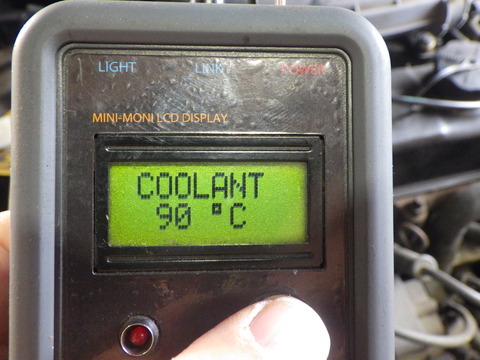 LIGHT LINK POWER
MINI-MONI LCD DISPLAY
COOLANT
90 °C